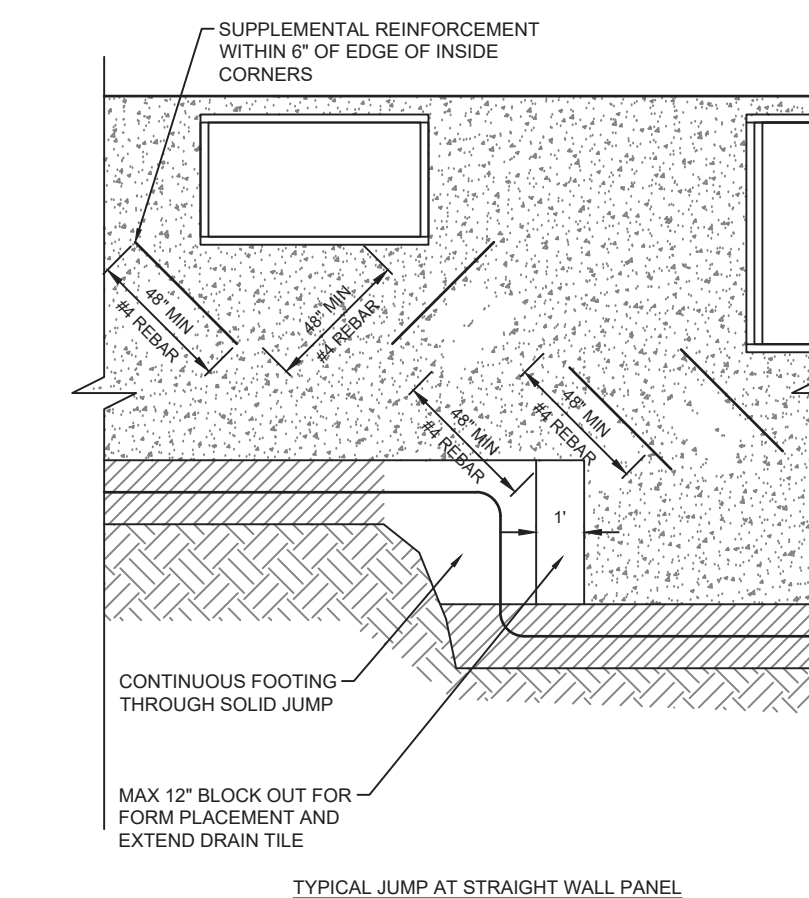 SUPPLEMENTAL REINFORCEMENT
WITHIN 6" OF EDGE OF INSIDE
CORNERS
48" MIN
#4 REBAR
48" MIN
#4 REBAR
48" MIN
#4 REBAR
48" MIN
#4 REBAR
1'
CONTINUOUS FOOTING
THROUGH SOLID JUMP
MAX 12" BLOCK OUT FOR
FORM PLACEMENT AND
EXTEND DRAIN TILE
TYPICAL JUMP AT STRAIGHT WALL PANEL